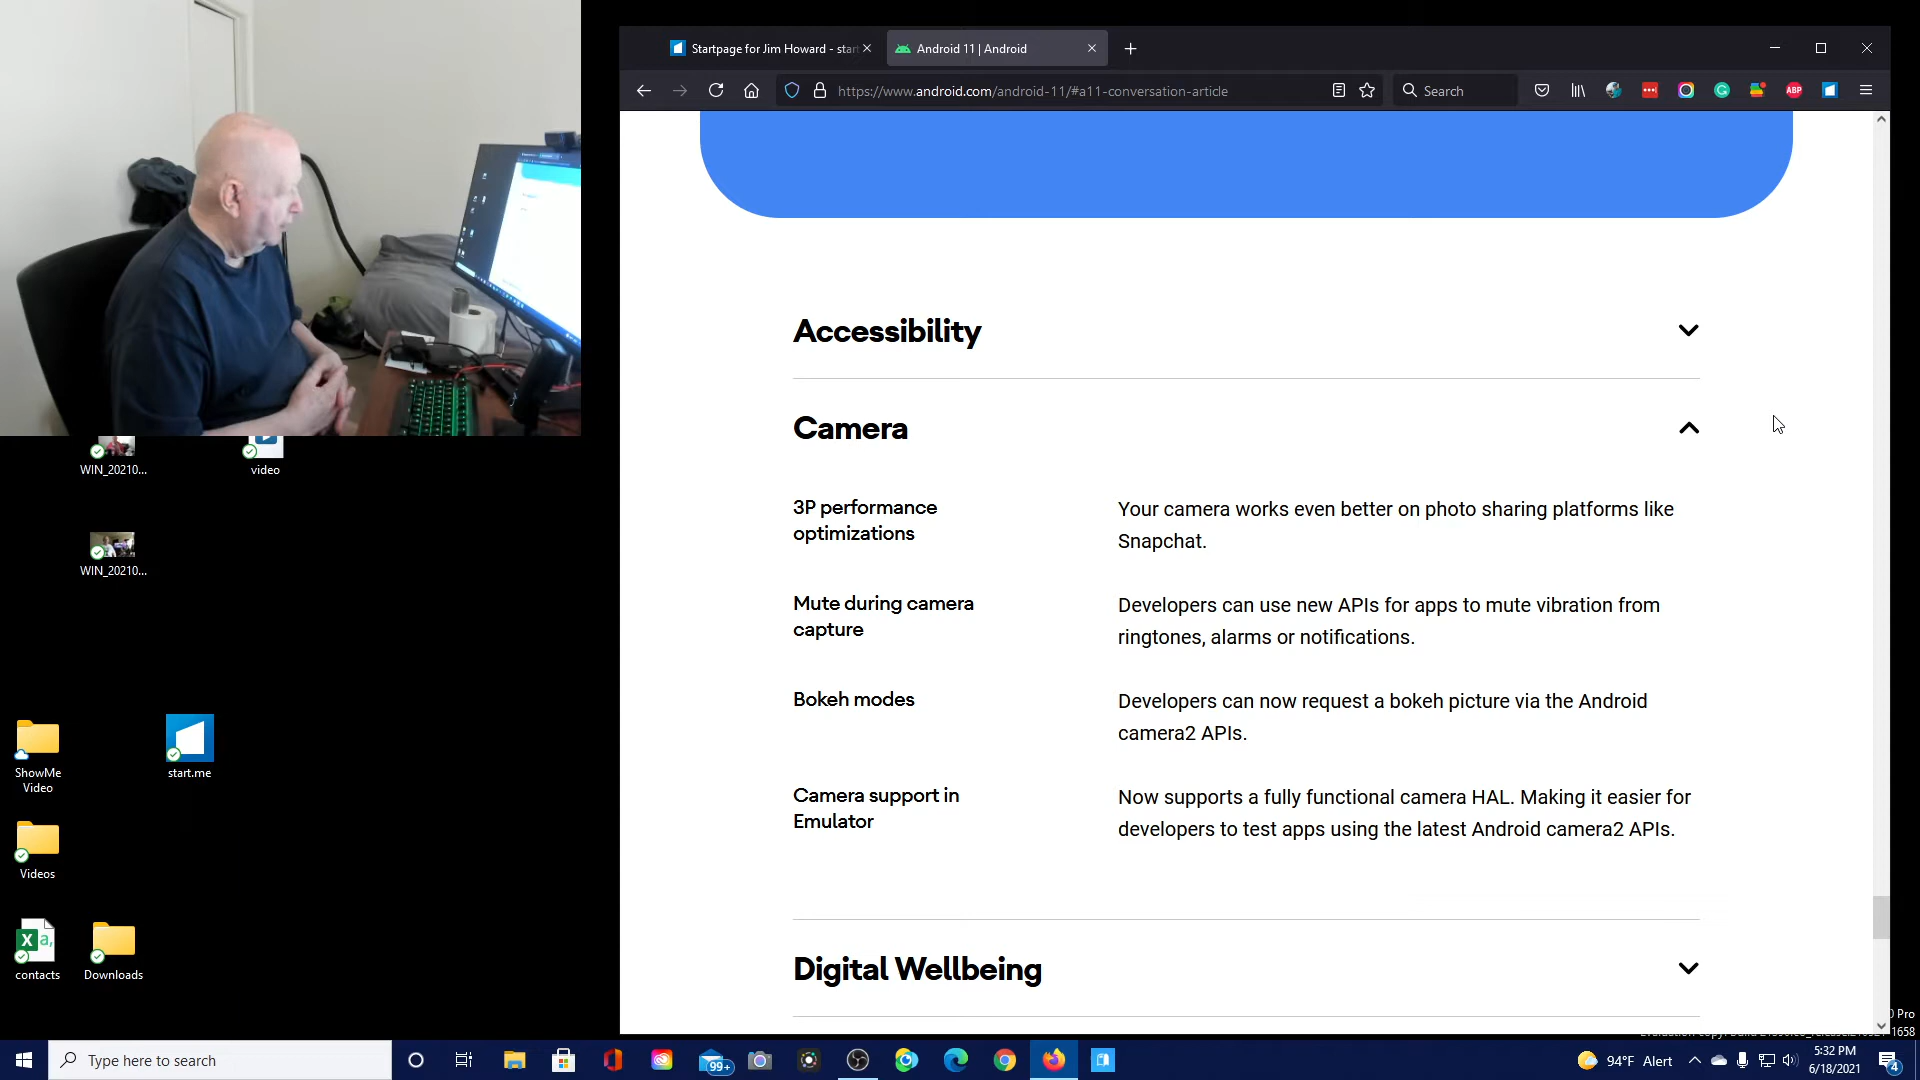 Startpage for Jim Howard - star
Android 11 | Android
https://www.android.com/android-11/#a11-conversation-article
Search
ABP
Accessibility
Camera
3P performance
optimizations
Your camera works even better on photo sharing platforms like
Snapchat.
Mute during camera
capture
Developers can use new APIs for apps to mute vibration from
ringtones, alarms or notifications.
Bokeh modes
Developers can now request a bokeh picture via the Android
camera2 APIs.
Camera support in
Emulator
Now supports a fully functional camera HAL. Making it easier for
developers to test apps using the latest Android camera2 APIs.
Digital Wellbeing
WIN_20210...
video
WIN_20210...
ShowMe
Video
start.me
Videos
contacts
Downloads
Pro
1658
Type here to search
99+
94°F Alert
5:32 PM
6/18/2021
4